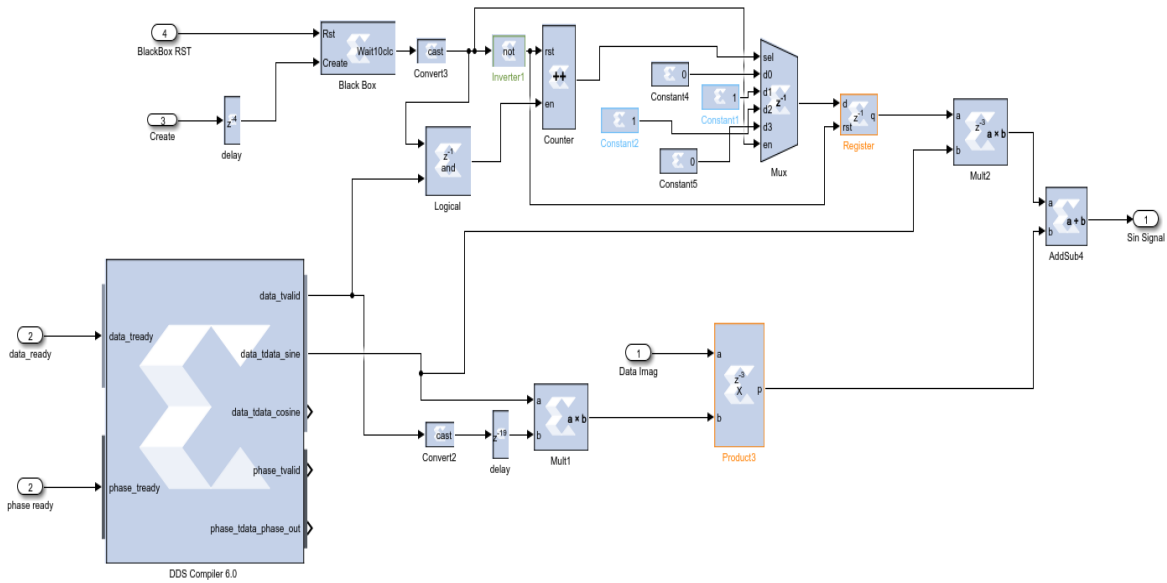 4
BlackBox RST
Rst
Create
Wait10clc
Black Box
cast
Convert3
not
Inverter1
rst
en
++
Counter
3
Create
z-4
delay
z-1
and
Logical
0
Constant4
1
Constant1
1
Constant2
0
Constant5
sel
d0
d1
d2
d3
en
z-1
Mux
d
rst
z-1
q
Register
a
b
z-3
a × b
Mult2
a
b
a + b
AddSub4
1
Sin Signal
2
data_ready
data_tready
data_tvalid
data_tdata_sine
data_tdata_cosine
2
phase ready
phase_tready
phase_tvalid
phase_tdata_phase_out
DDS Compiler 6.0
cast
Convert2
z-19
delay
a
b
a × b
Mult1
1
Data Imag
a
b
z-3
X
p
Product3